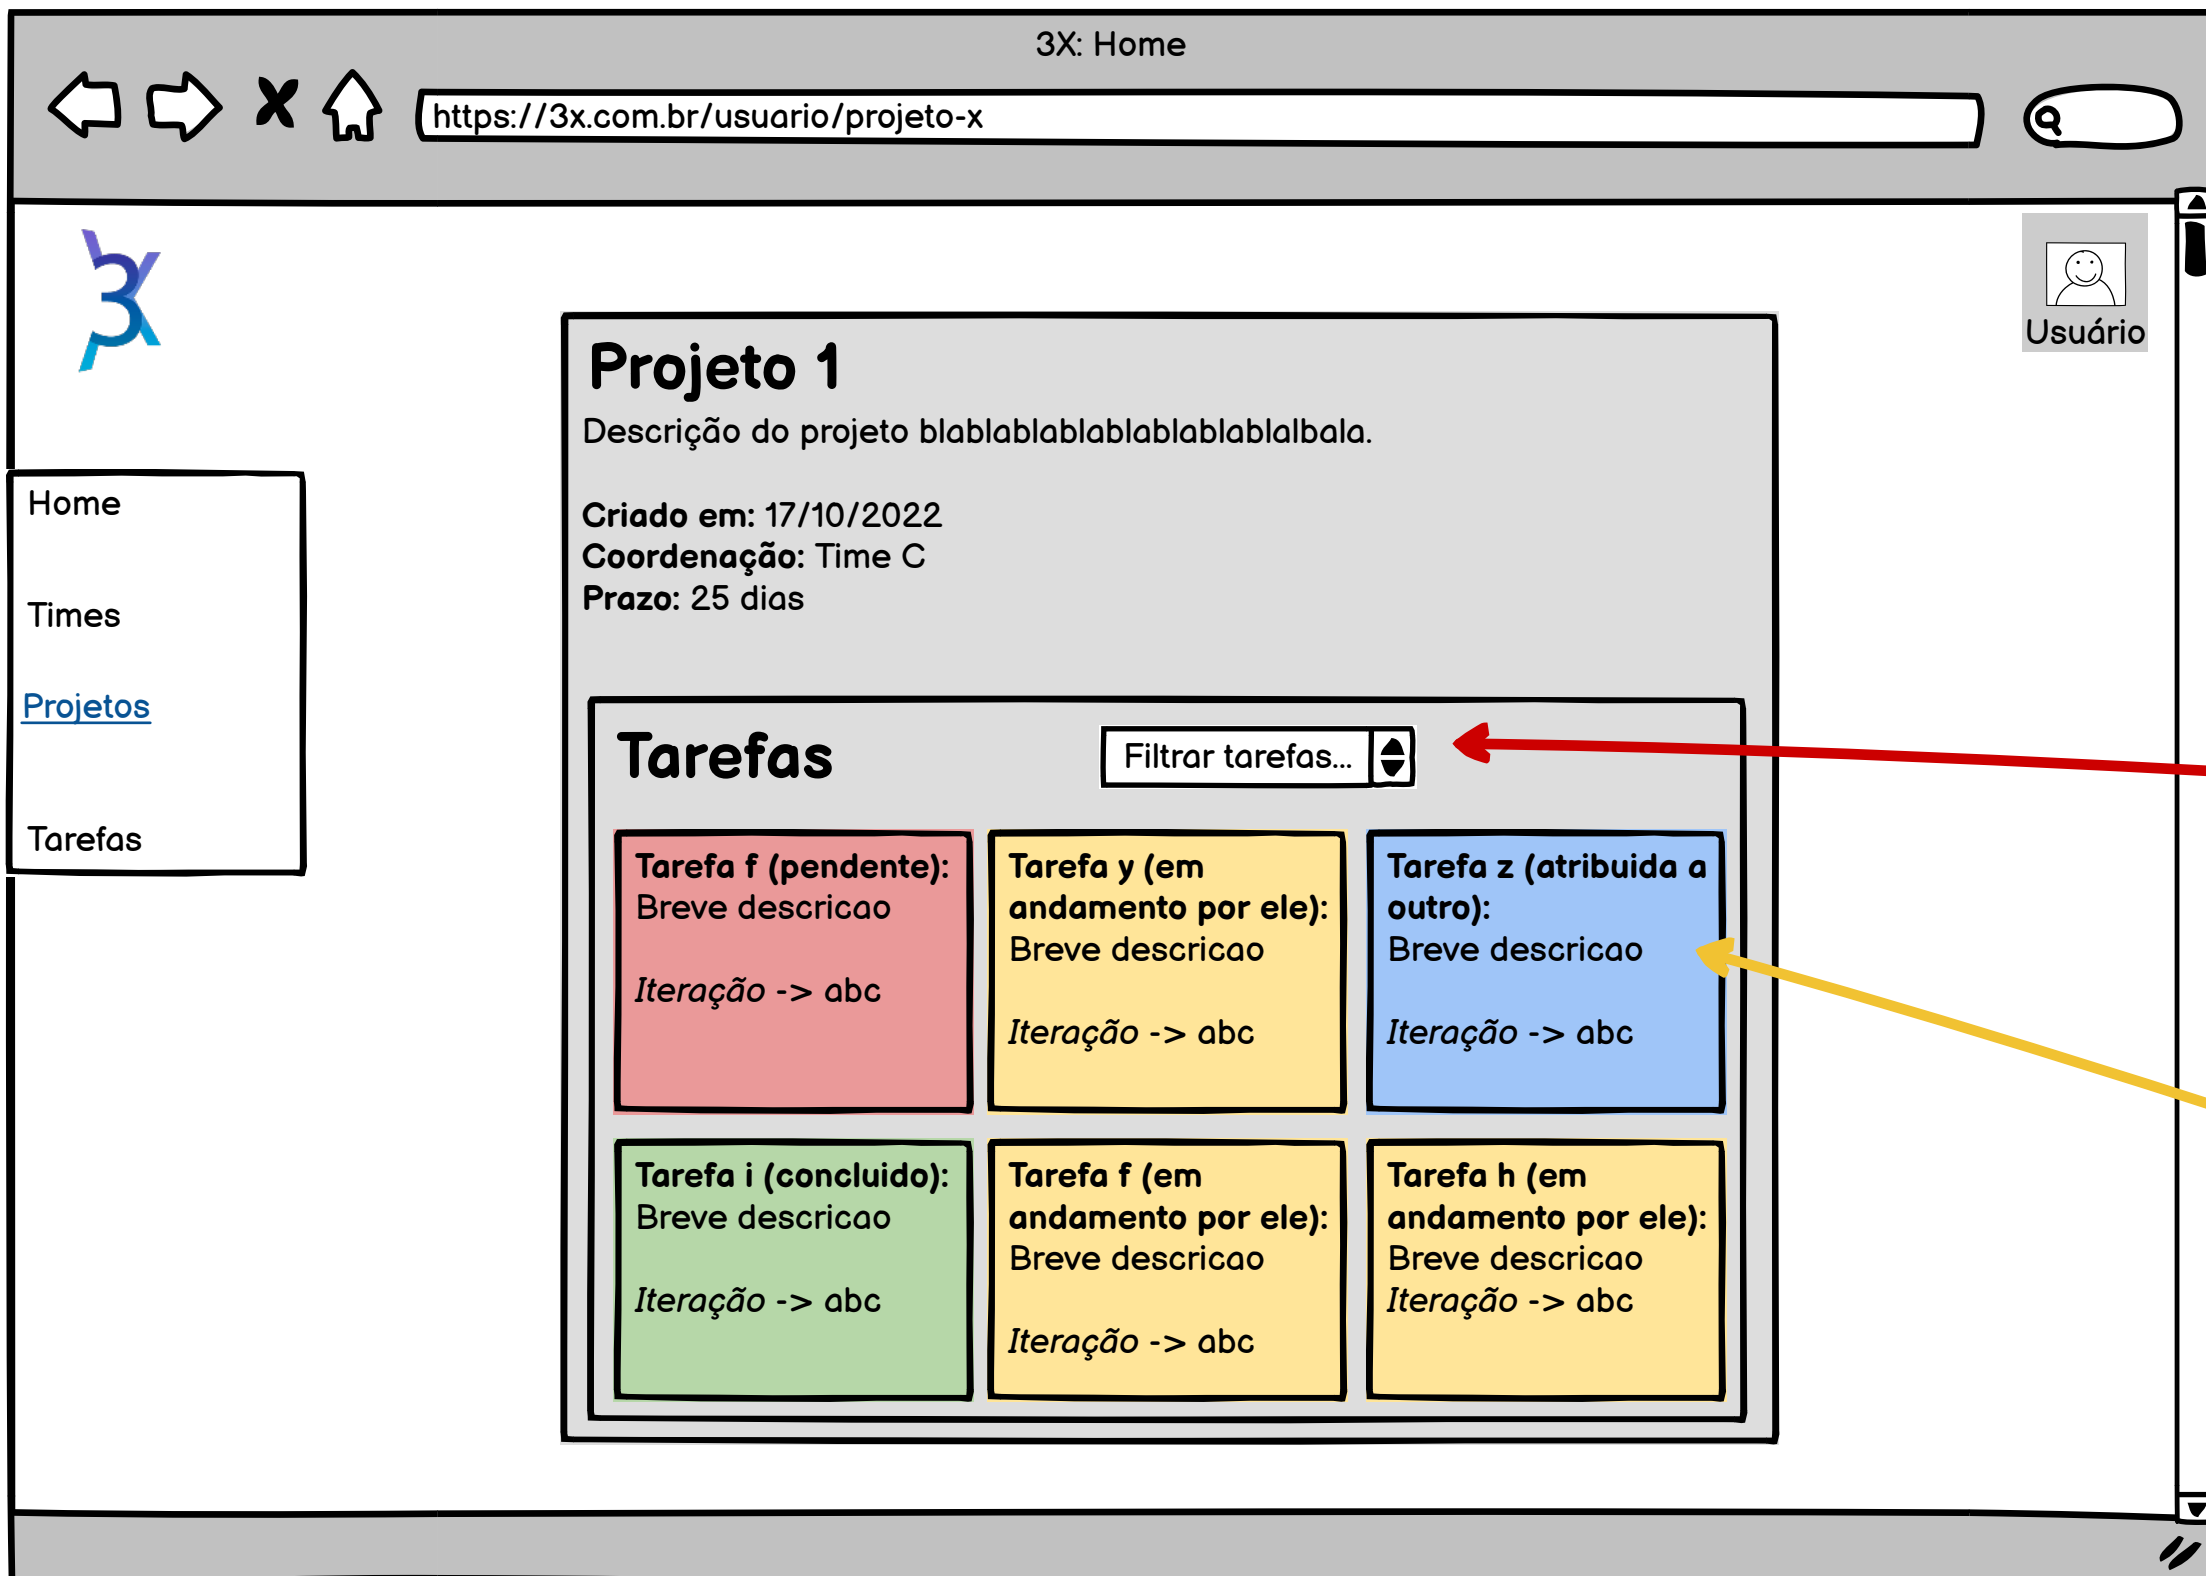 3X: Home
https://3x.com.br/usuario/projeto-x
3X
Usuário
Home
Times
Projetos
Tarefas
Projeto 1
Descrição do projeto blablablablablablablablalbala.
Criado em: 17/10/2022
Coordenação: Time C
Prazo: 25 dias
Tarefas
Filtrar tarefas...
Tarefa f (pendente):
Breve descricao
Iteração -> abc
Tarefa y (em
andamento por ele):
Breve descricao
Iteração -> abc
Tarefa z (atribuida a
outro):
Breve descricao
Iteração -> abc
Tarefa i (concluido):
Breve descricao
Iteração -> abc
Tarefa f (em
andamento por ele):
Breve descricao
Iteração -> abc
Tarefa h (em
andamento por ele):
Breve descricao
Iteração -> abc